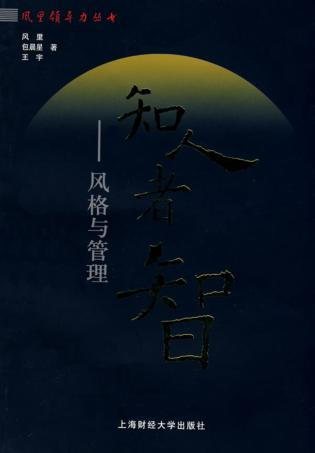 风里领导力丛书
风里
包晨星 著
王宇
知人者智
——风格与管理
上海财经大学出版社